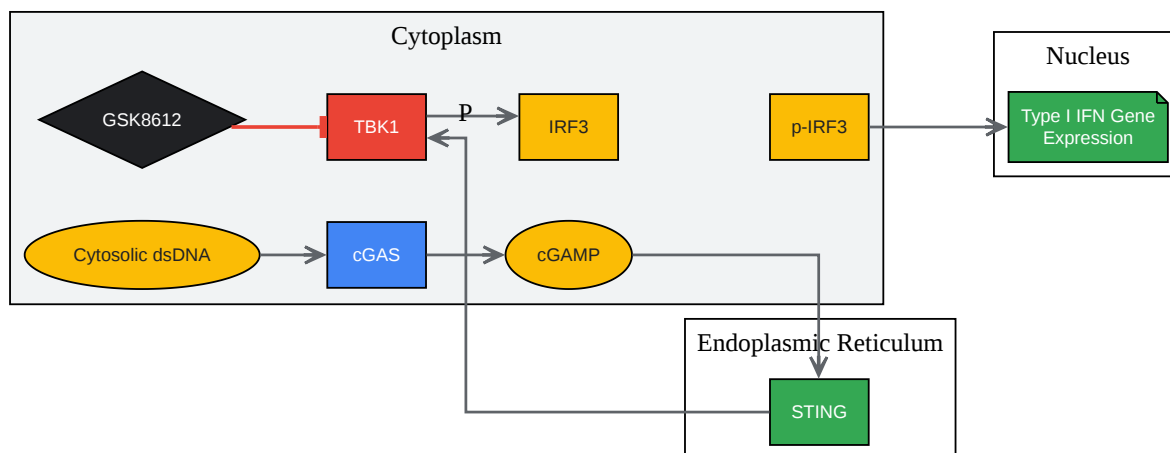 Cytoplasm
Nucleus
GSK8612
TBK1
P
IRF3
p-IRF3
Type I IFN Gene
Expression
Cytosolic dsDNA
cGAS
cGAMP
Endoplasmic Reticulum
STING